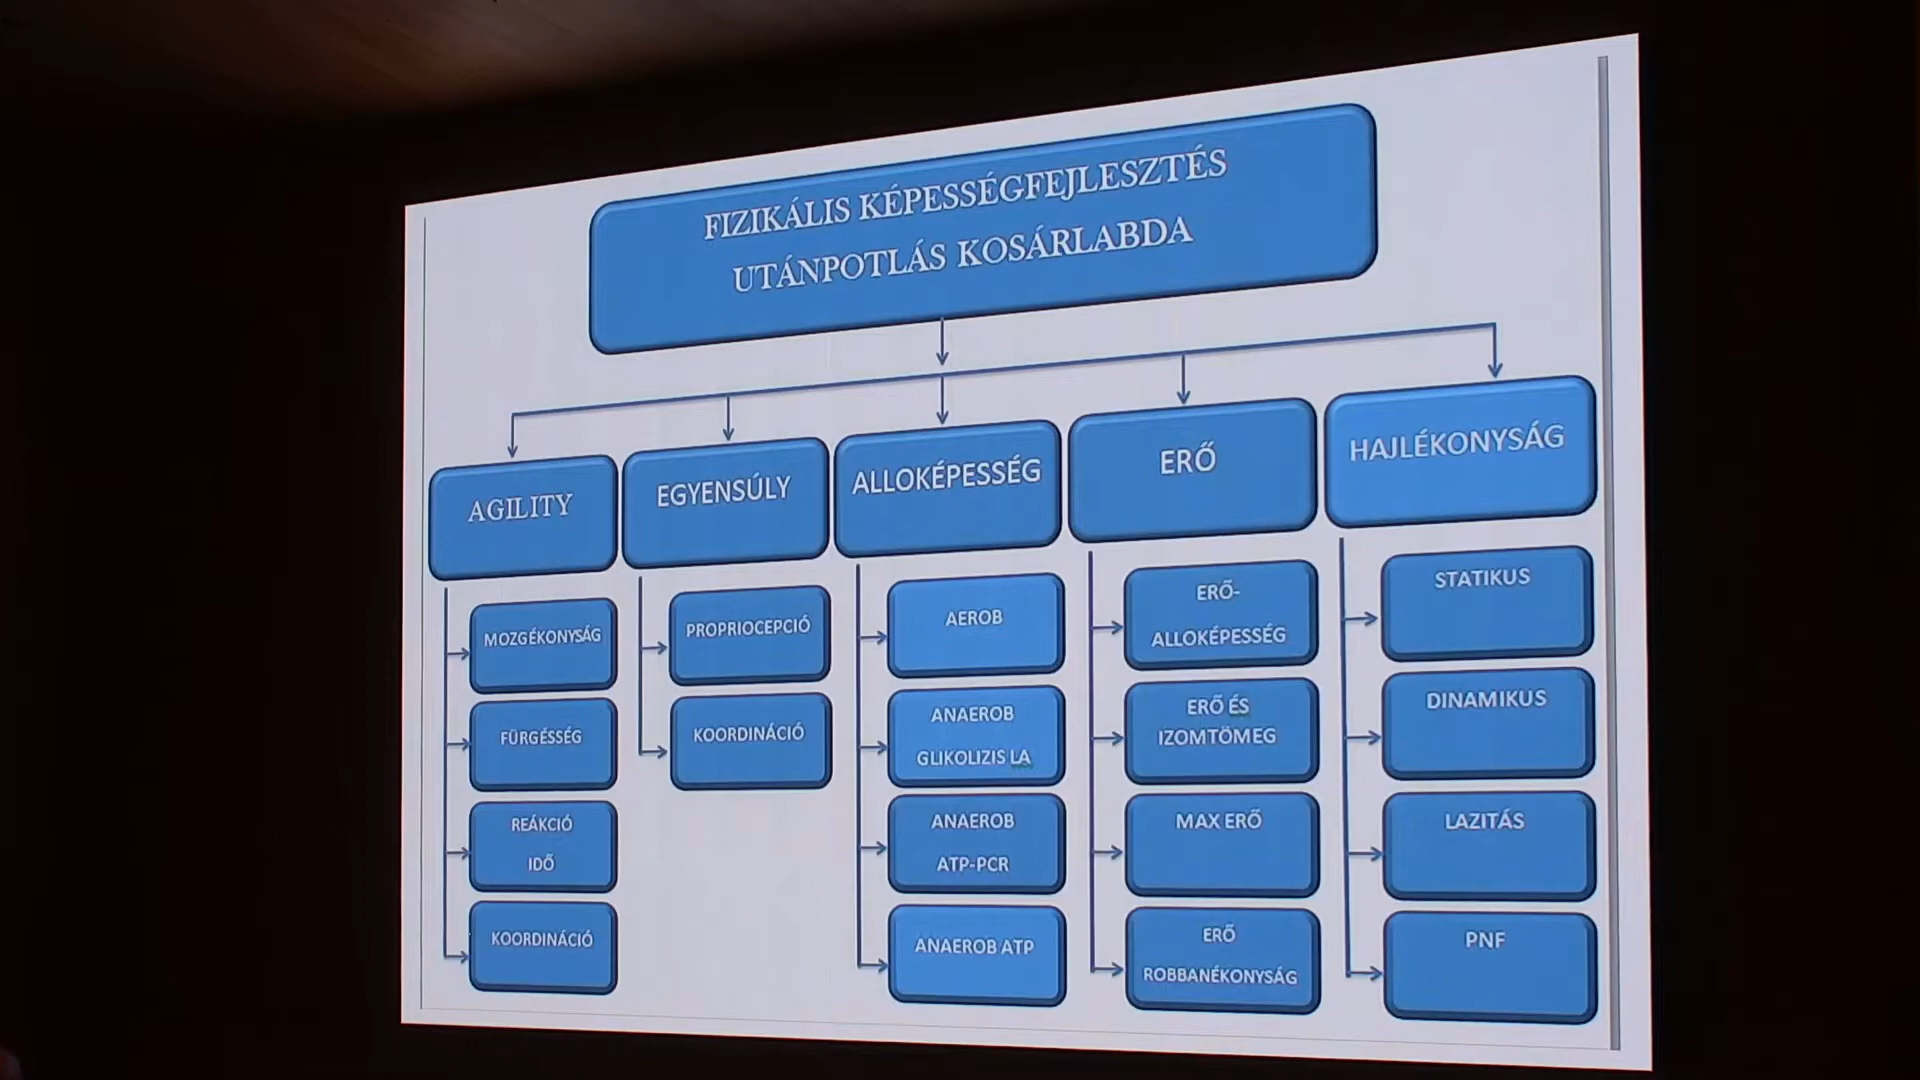 FIZIKÁLIS KÉPESSÉGFEJLESZTÉS
UTÁNPOTLÁS KOSÁRLABDA
AGILITY
MOZGÉKONYSÁG
FÜRGÉSSÉG
REÁKCIÓ
IDŐ
KOORDINÁCIÓ
EGYENSÚLY
PROPRIOCEPCIÓ
KOORDINÁCIÓ
ALLOKÉPESSÉG
AEROB
ANAEROB
GLIKOLIZIS LA
ANAEROB
ATP-PCR
ANAEROB ATP
ERŐ
ERŐ-
ALLOKÉPESSÉG
ERŐ ÉS
IZOMTÖMEG
MAX ERŐ
ERŐ
ROBBANÉKONYSÁG
HAJLÉKONYSÁG
STATIKUS
DINAMIKUS
LAZITÁS
PNF